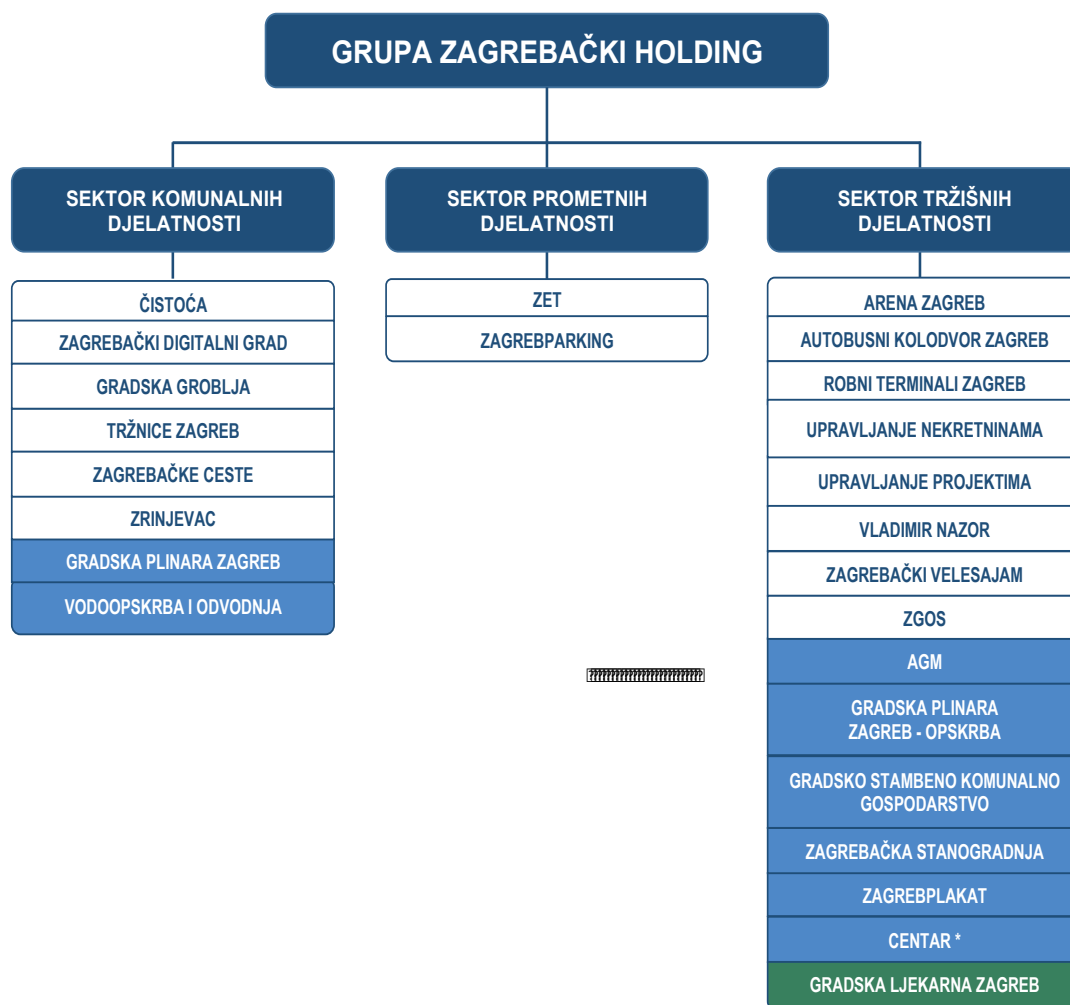 GRUPA ZAGREBAČKI HOLDING
SEKTOR KOMUNALNIH
DJELATNOSTI
ČISTOĆA
ZAGREBAČKI DIGITALNI GRAD
GRADSKA GROBLJA
TRŽNICE ZAGREB
ZAGREBAČKE CESTE
ZRINJEVAC
GRADSKA PLINARA ZAGREB
VODOOPSKRBA I ODVODNJA
SEKTOR PROMETNIH
DJELATNOSTI
ZET
ZAGREBPARKING
SEKTOR TRŽIŠNIH
DJELATNOSTI
ARENA ZAGREB
AUTOBUSNI KOLODVOR ZAGREB
ROBNI TERMINALI ZAGREB
UPRAVLJANJE NEKRETNINAMA
UPRAVLJANJE PROJEKTIMA
VLADIMIR NAZOR
ZAGREBAČKI VELESAJAM
ZGOS
AGM
GRADSKA PLINARA
ZAGREB - OPSKRBA
GRADSKO STAMBENO KOMUNALNO
GOSPODARSTVO
ZAGREBAČKA STANOGRADNJA
ZAGREBPLAKAT
CENTAR *
GRADSKA LJEKARNA ZAGREB